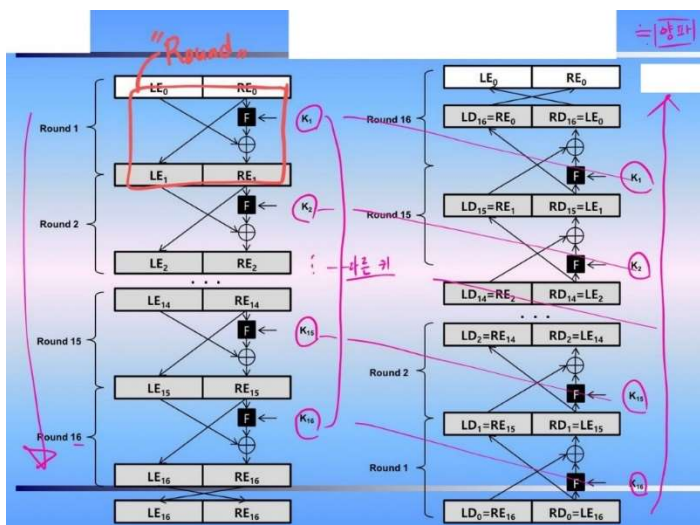 ≒ 양파
"Round"
LE0 RE0
Round 1
F
K1
LE1 RE1
Round 2
F
K2
LE2 RE2
...
다른 키
LE14 RE14
Round 15
F
K15
LE15 RE15
Round 16
F
K16
LE16 RE16
LE16 RE16
LE0 RE0
Round 16
LD16=RE0 RD16=LE0
F
K1
LD15=RE1 RD15=LE1
Round 15
F
K2
LD14=RE2 RD14=LE2
...
LD2=RE14 RD2=LE14
Round 2
F
K15
LD1=RE15 RD1=LE15
Round 1
F
K16
LD0=RE16 RD0=LE16